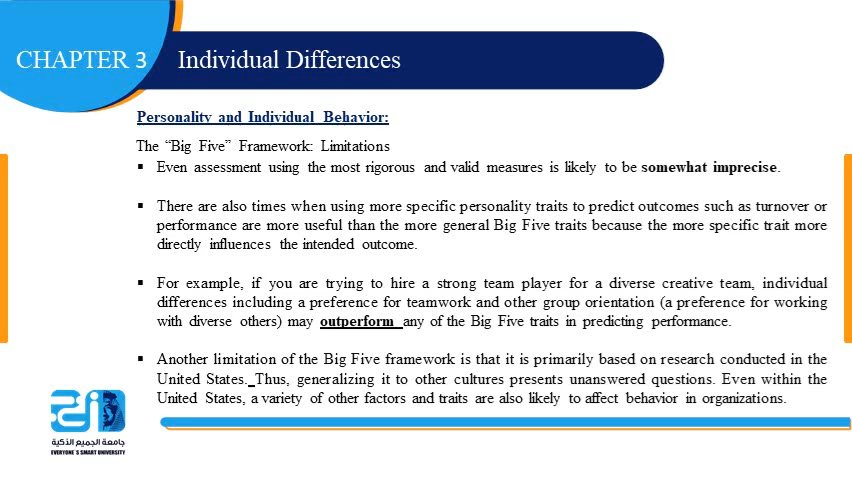 CHAPTER 3
Individual Differences
Personality and Individual Behavior:
The “Big Five” Framework: Limitations
▪ Even assessment using the most rigorous and valid measures is likely to be somewhat imprecise.
▪ There are also times when using more specific personality traits to predict outcomes such as turnover or
performance are more useful than the more general Big Five traits because the more specific trait more
directly influences the intended outcome.
▪ For example, if you are trying to hire a strong team player for a diverse creative team, individual
differences including a preference for teamwork and other group orientation (a preference for working
with diverse others) may outperform any of the Big Five traits in predicting performance.
▪ Another limitation of the Big Five framework is that it is primarily based on research conducted in the
United States. Thus, generalizing it to other cultures presents unanswered questions. Even within the
United States, a variety of other factors and traits are also likely to affect behavior in organizations.
جامعة الجميع الذكية
EVERYONE`S SMART UNIVERSITY